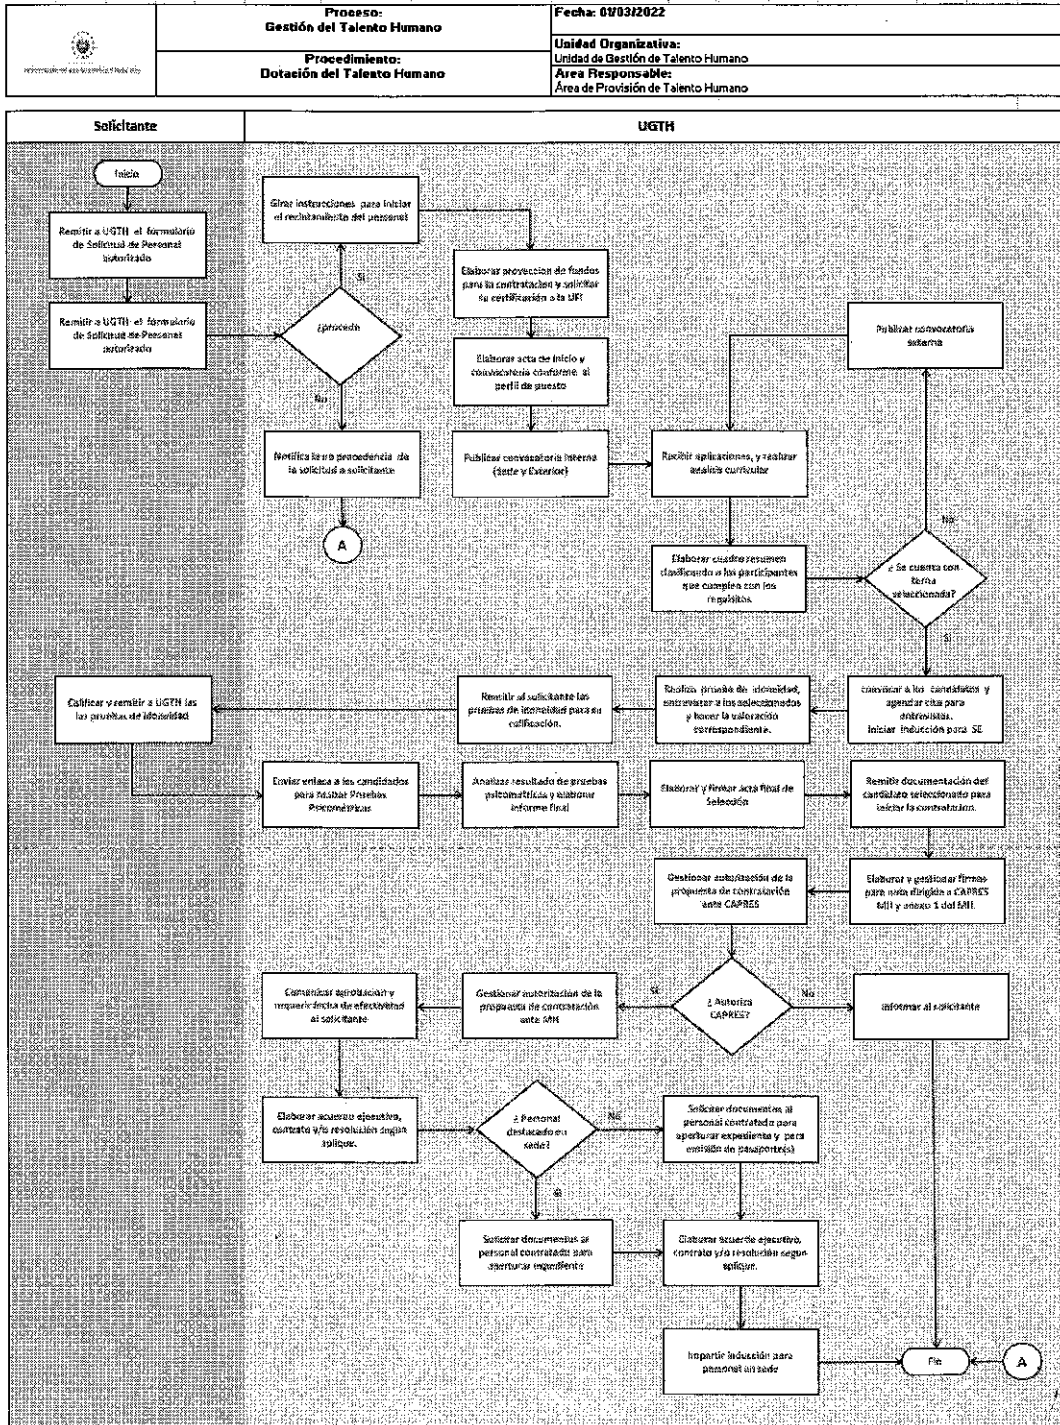 Proceso:
Gestión del Talento Humano
Procedimiento:
Dotación del Talento Humano
Fecha: 01/03/2022
Unidad Organizativa:
Unidad de Gestión de Talento Humano
Área Responsable:
Área de Provisión de Talento Humano
Solicitante
UGTH
Inicio
Remitir a UGTH el formulario
de Solicitud de Personal
autorizado
Remitir a UGTH el formulario
de Solicitud de Personal
autorizado
Girar instrucciones para iniciar
el reclutamiento del personal
Si
¿procede
No
Notifica la no procedencia de
la solicitud a solicitante
A
Elaborar proyeccion de fondos
para la contratacion y solicitar
su certificación a la UFI
Elaborar acta de inicio y
convocatoria conforme al
perfil de puesto
Publicar convocatoria Interna
(Sede y Exterior)
Recibir aplicaciones, y realizar
analisis curricular
Publicar convocatoria
externa
Elaborar cuadro resumen
clasificando a los participantes
que cumplen con los
requisitos.
No
¿ Se cuenta con
terna
seleccionada?
Si
convocar a los candidatos y
agendar cita para
entrevistas.
Iniciar inducción para SE
Realiza prueba de idoneidad,
entrevistar a los seleccionados
y hacer la valoración
correspondiente.
Remitir al solicitante las
pruebas de idoneidad para su
calificación.
Calificar y remitir a UGTH las
las pruebas de idoneidad
Enviar enlace a los candidatos
para realizar Pruebas
Psicométricas
Analizar resultado de pruebas
psicométricas y elaborar
informe final
Elaborar y firmar acta final de
Selección
Remitir documentación del
candidato seleccionado para
iniciar la contratacion.
Elaborar y gestionar firmas
para nota dirigida a CAPRES
MH y anexo 1 del MH.
Gestionar autorización de la
propuesta de contratación
ante CAPRES
¿ Autoriza
CAPRES?
No
Informar al solicitante
Si
Gestionar autorización de la
propuesta de contratación
ante MH
Comunicar aprobación y
requerir fecha de efectividad
al solicitante
Elaborar acuerdo ejecutivo,
contrato y/o resolución segun
aplique.
¿ Personal
destacado en
sede?
No
Solicitar documentos al
personal contratado para
aperturar expediente y para
emisión de pasaporte(s)
Si
Solicitar documentos al
personal contratado para
aperturar expediente
Elaborar acuerdo ejecutivo,
contrato y/o resolución segun
aplique.
Impartir inducción para
personal en sede
Fin
A